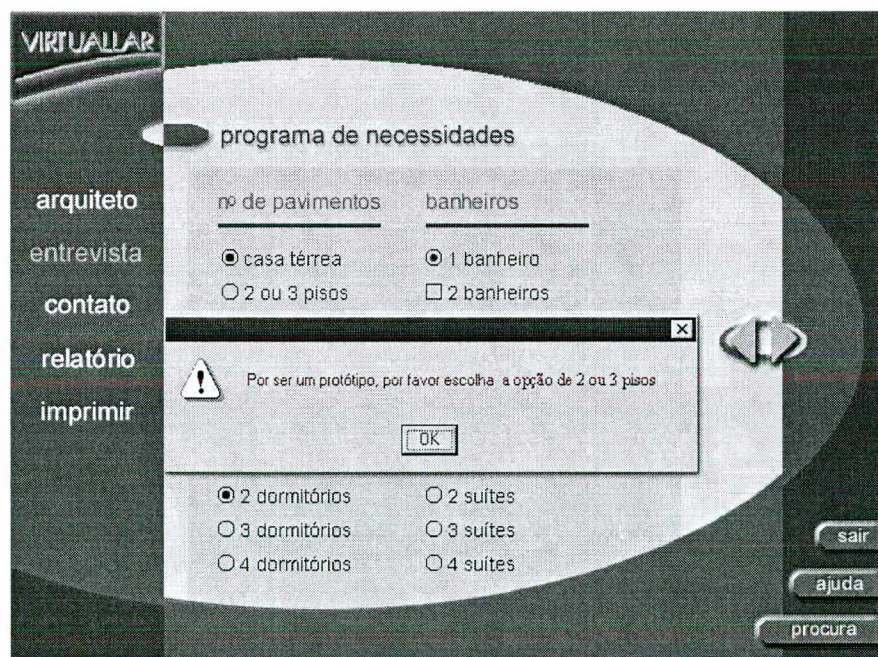 VIRTUALLAR
programa de necessidades
arquiteto
entrevista
contato
relatório
imprimir
nº de pavimentos
banheiros
casa térrea
1 banheiro
2 ou 3 pisos
2 banheiros
Por ser um protótipo, por favor escolha a opção de 2 ou 3 pisos
OK
2 dormitórios
2 suítes
3 dormitórios
3 suítes
4 dormitórios
4 suítes
sair
ajuda
procura